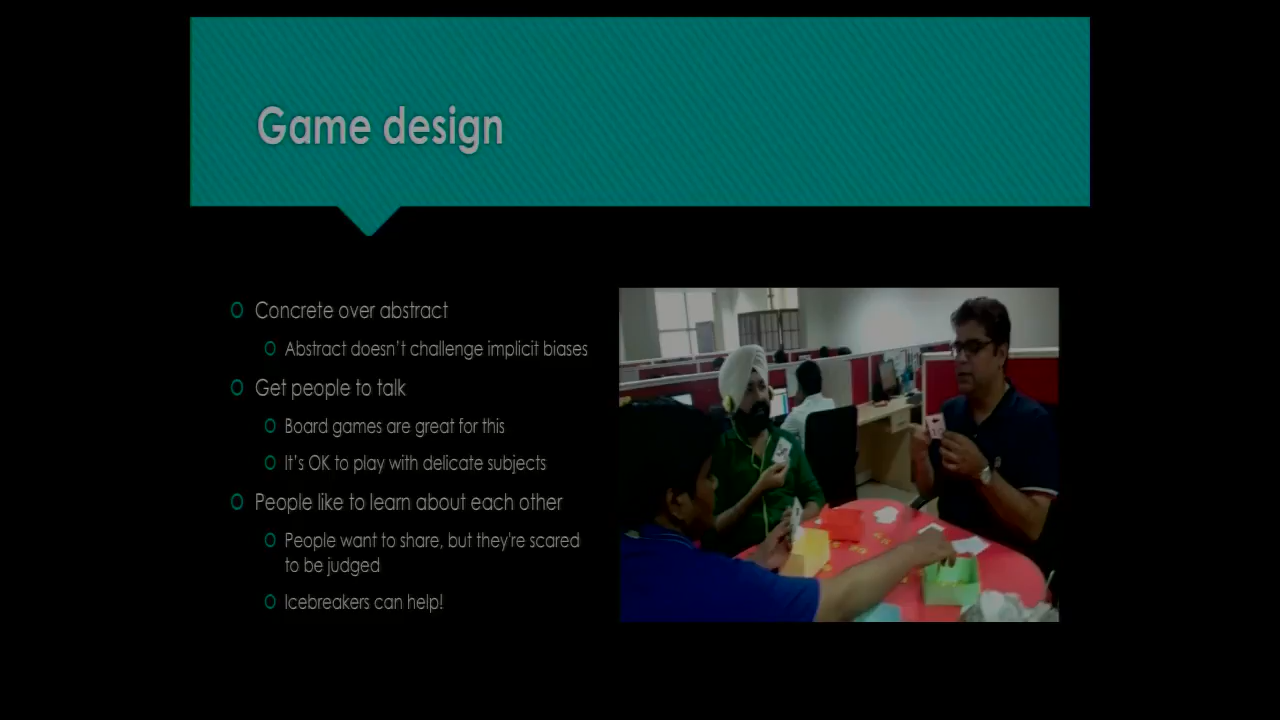 Game design
Concrete over abstract
Abstract doesn't challenge implicit biases
Get people to talk
Board games are great for this
It's OK to play with delicate subjects
People like to learn about each other
People want to share, but they're scared
to be judged
Icebreakers can help!